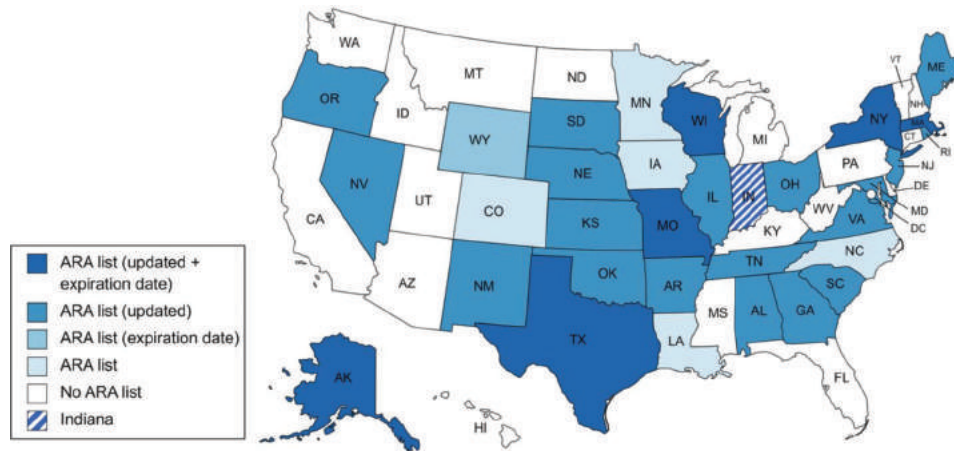 WA
MT
ND
MN
VT
ME
OR
ID
SD
WI
NY
NH
MA
WY
MI
CT
RI
NE
IA
PA
NJ
NV
UT
CO
IL
IN
OH
DE
CA
KS
MO
WV
VA
MD
KY
DC
AZ
NM
OK
AR
TN
NC
SC
TX
MS
AL
GA
LA
AK
FL
HI
ARA list (updated +
expiration date)
ARA list (updated)
ARA list (expiration date)
ARA list
No ARA list
Indiana